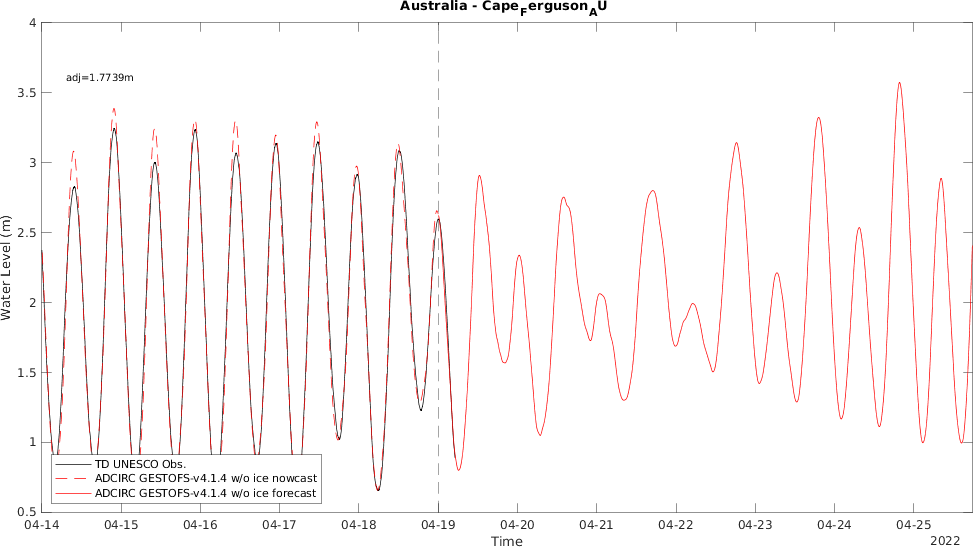 Australia - CapeFergusonAU
4
adj=1.7739m
3.5
3
2.5
Water Level (m)
2
1.5
1
TD UNESCO Obs.
ADCIRC GESTOFS-v4.1.4 w/o ice nowcast
ADCIRC GESTOFS-v4.1.4 w/o ice forecast
0.5
04-14 04-15 04-16 04-17 04-18 04-19 04-20 04-21 04-22 04-23 04-24 04-25
Time
2022